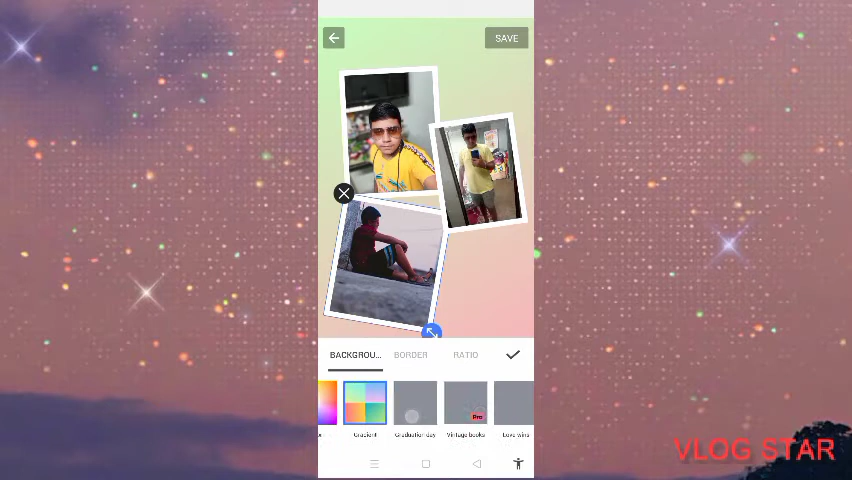 SAVE
BACKGROU... BORDER RATIO
Pro
Gradient Graduation day Vintage books Love wins
VLOG STAR